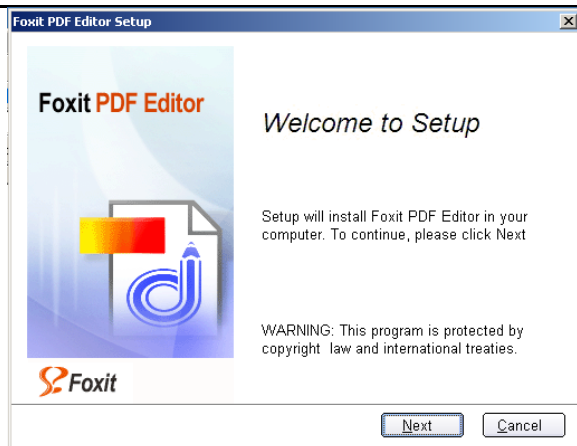 Foxit PDF Editor Setup
Foxit PDF Editor
Welcome to Setup
Setup will install Foxit PDF Editor in your
computer. To continue, please click Next
WARNING: This program is protected by
copyright law and international treaties.
Foxit
Next
Cancel